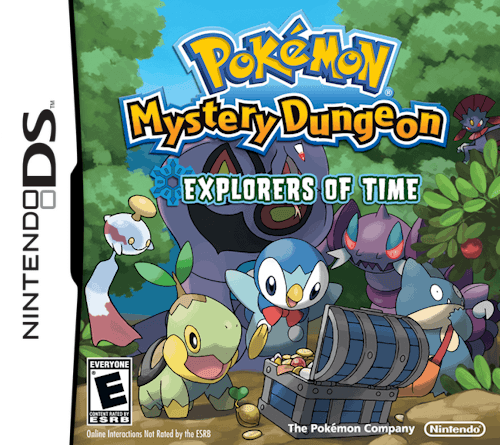 NINTENDO DS™
POKéMON®
Mystery Dungeon
EXPLORERS OF TIME
EVERYONE
E
CONTENT RATED BY
ESRB
Online Interactions Not Rated by the ESRB
The Pokémon Company
Nintendo®